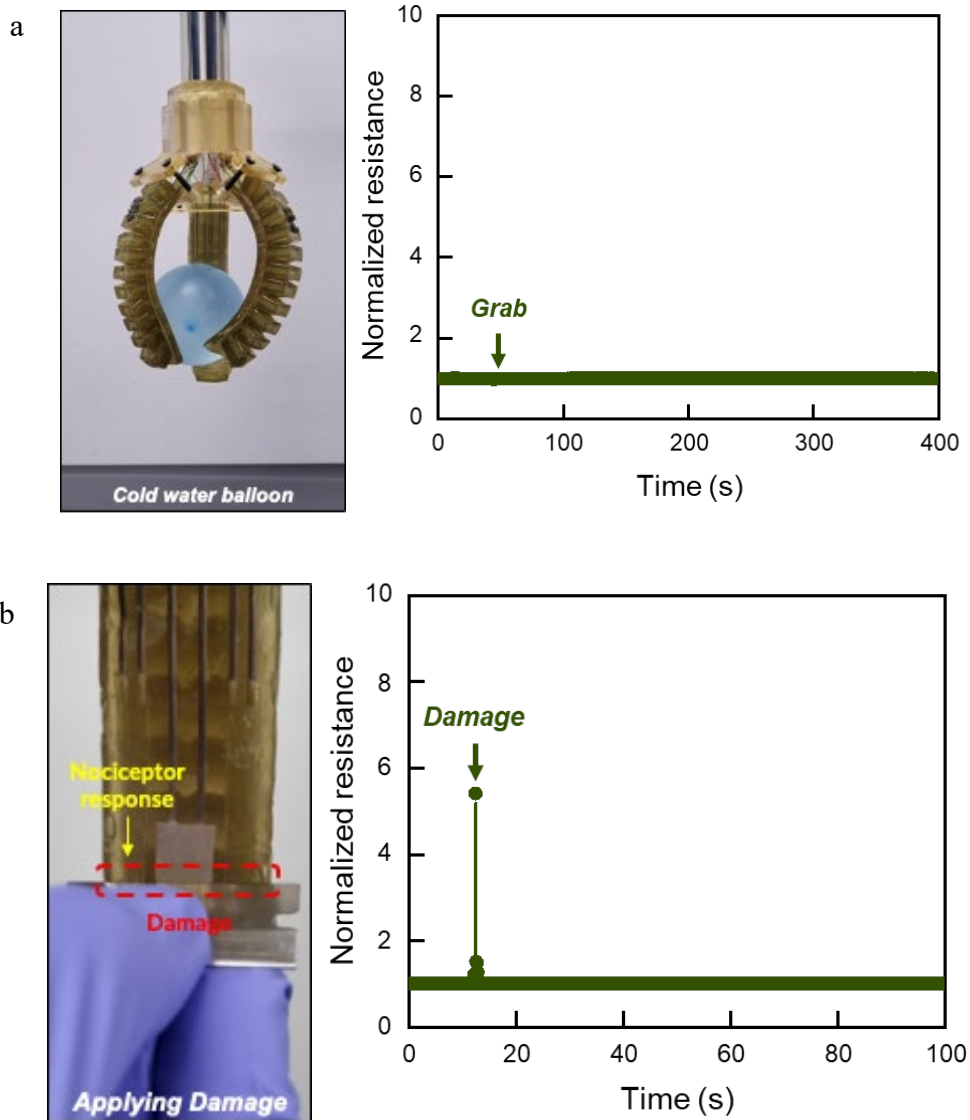 a
Cold water balloon
Normalized resistance
10
8
6
4
2
0
Grab
0 100 200 300 400
Time (s)
b
Nociceptor
response
Damage
Applying Damage
Normalized resistance
10
8
6
4
2
0
Damage
0 20 40 60 80 100
Time (s)